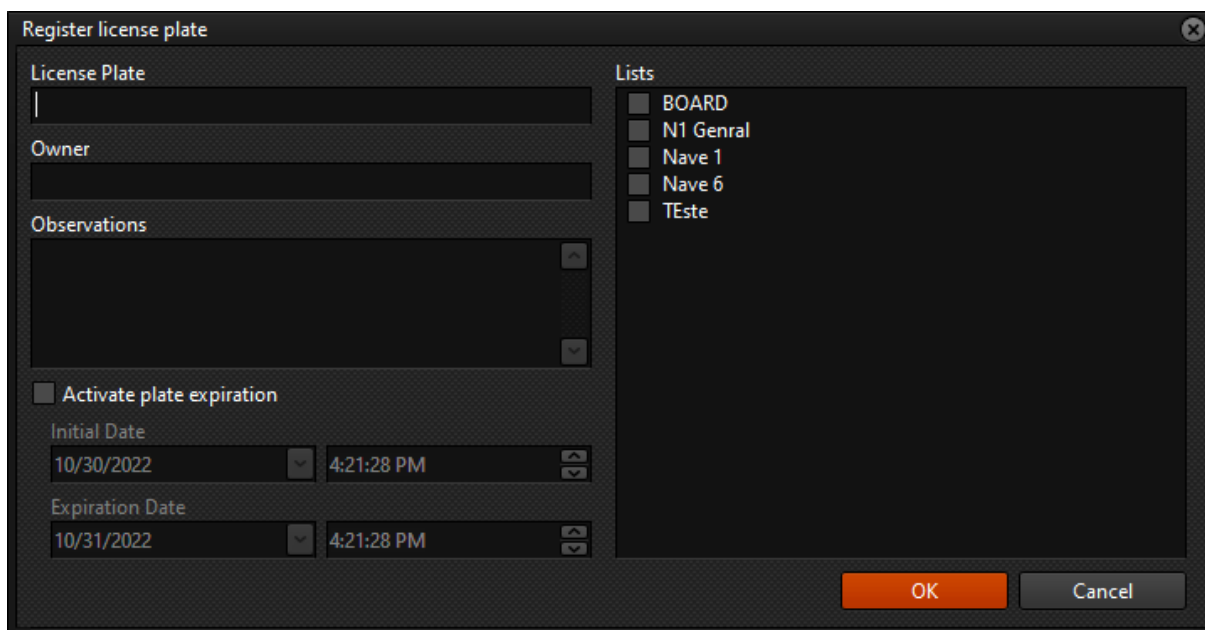 Register license plate
License Plate
Owner
Observations
Activate plate expiration
Initial Date
10/30/2022 4:21:28 PM
Expiration Date
10/31/2022 4:21:28 PM
Lists
BOARD
N1 Genral
Nave 1
Nave 6
TEste
OK Cancel